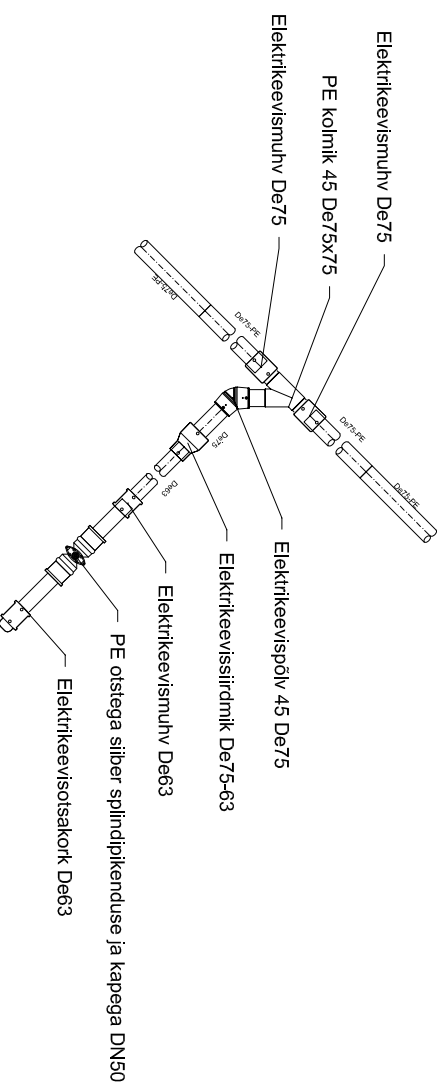 Elektrikeevismuhv De75
PE kolmik 45 De75x75
Elektrikeevismuhv De75
De75-PE
De75-PE
De75-PE
De75-PE
Elektrikeevispõlv 45 De75
De75
Elektrikeevissiirdmik De75-63
De63
Elektrikeevismuhv De63
PE otstega siiber splindipikenduse ja kapega DN50
Elektrikeevisotsakork De63